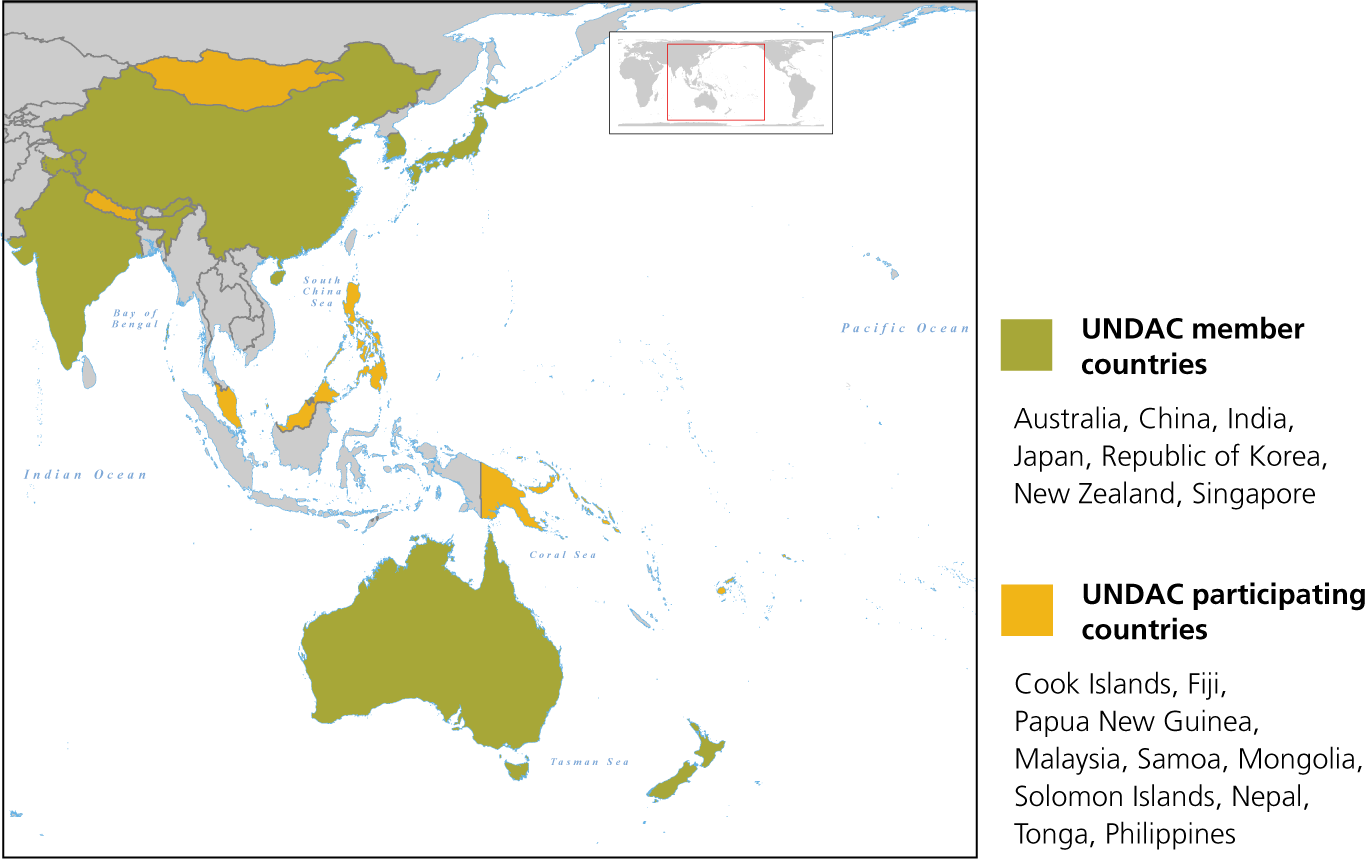 South
China
Sea
Bay of
Bengal
Pacific Ocean
Indian Ocean
Coral Sea
Tasman Sea
UNDAC member
countries
Australia, China, India,
Japan, Republic of Korea,
New Zealand, Singapore
UNDAC participating
countries
Cook Islands, Fiji,
Papua New Guinea,
Malaysia, Samoa, Mongolia,
Solomon Islands, Nepal,
Tonga, Philippines